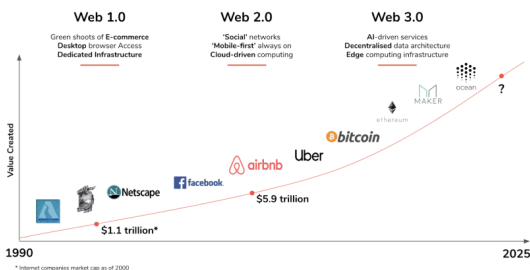 Web 1.0
Green shoots of E-commerce
Desktop browser Access
Dedicated Infrastructure
Web 2.0
'Social' networks
'Mobile-first' always on
Cloud-driven computing
Web 3.0
AI-driven services
Decentralised data architecture
Edge computing infrastructure
Value Created
Netscape
facebook
airbnb
Uber
bitcoin
ethereum
MAKER
ocean
?
$1.1 trillion*
$5.9 trillion
1990
2025
* Internet companies market cap as of 2000